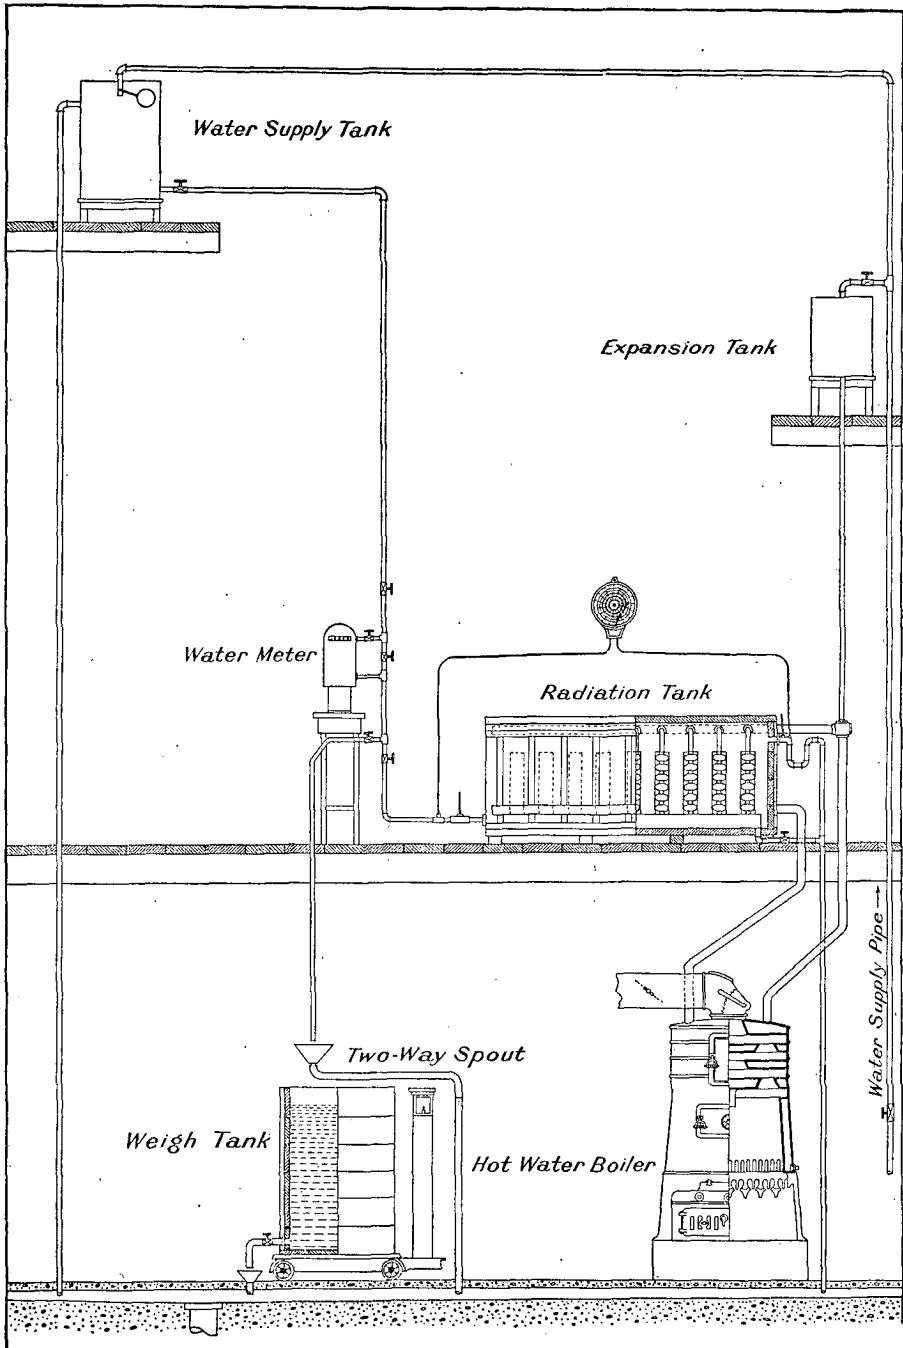 Water Supply Tank
Expansion Tank
Water Meter
Radiation Tank
Water Supply Pipe
Two-Way Spout
Weigh Tank
Hot Water Boiler